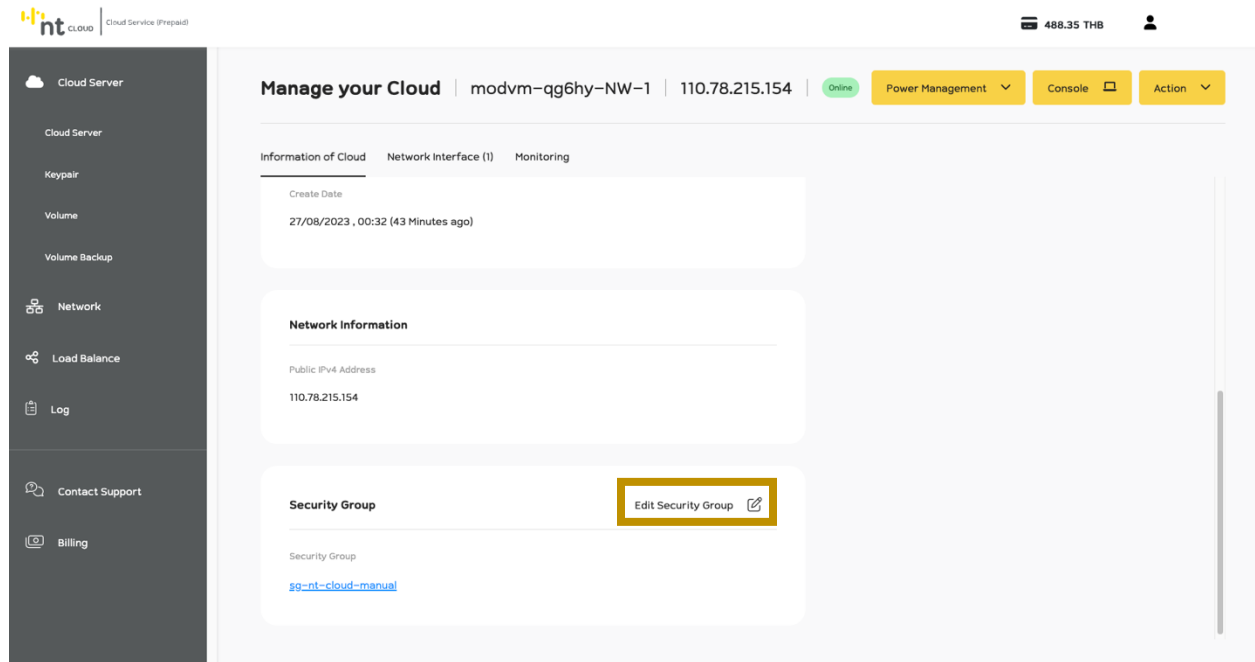 nt CLOUD Cloud Service (Prepaid)
488.35 THB
Cloud Server
Cloud Server
Keypair
Volume
Volume Backup
Network
Load Balance
Log
Contact Support
Billing
Manage your Cloud modvm-qg6hy-NW-1 110.78.215.154 Online Power Management Console Action
Information of Cloud Network Interface (1) Monitoring
Create Date
27/08/2023 , 00:32 (43 Minutes ago)
Network Information
Public IPv4 Address
110.78.215.154
Security Group Edit Security Group
Security Group
sg-nt-cloud-manual